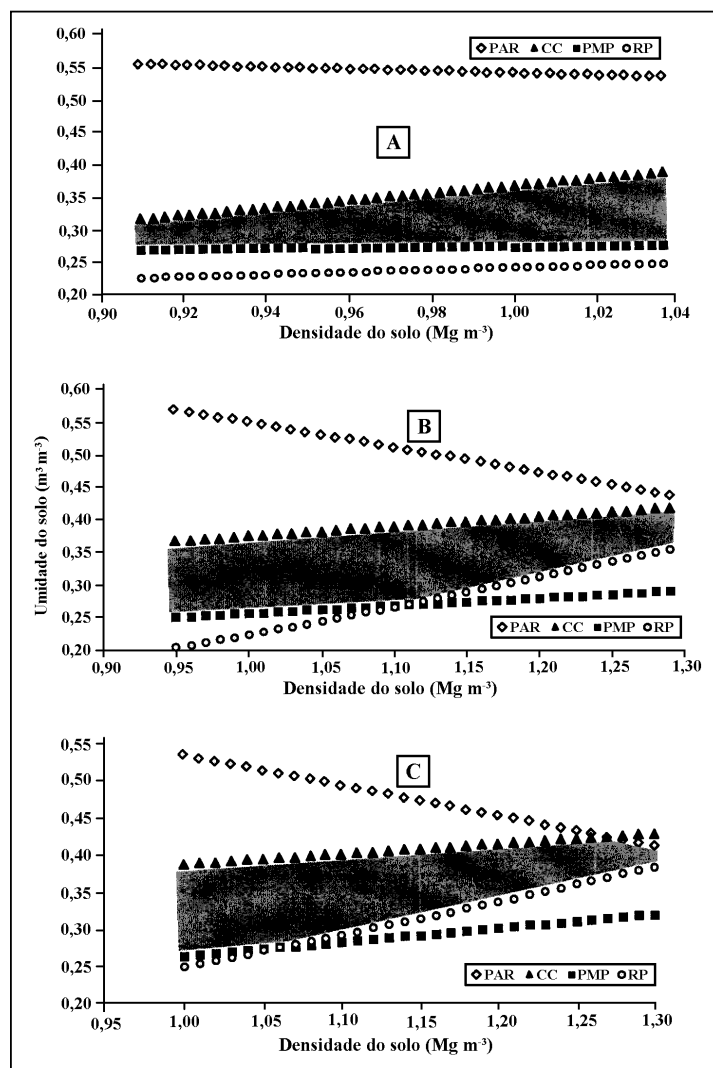 PAR CC PMP RP
0,60
0,55
0,50
0,45
0,40
0,35
0,30
0,25
0,20
A
0,90 0,92 0,94 0,96 0,98 1,00 1,02 1,04
Densidade do solo (Mg m-³)
Umidade do solo (m³ m-³)
0,60
0,55
0,50
0,45
0,40
0,35
0,30
0,25
0,20
B
PAR CC PMP RP
0,90 0,95 1,00 1,05 1,10 1,15 1,20 1,25 1,30
Densidade do solo (Mg m-³)
0,55
0,50
0,45
0,40
0,35
0,30
0,25
0,20
C
PAR CC PMP RP
0,95 1,00 1,05 1,10 1,15 1,20 1,25 1,30
Densidade do solo (Mg m-³)